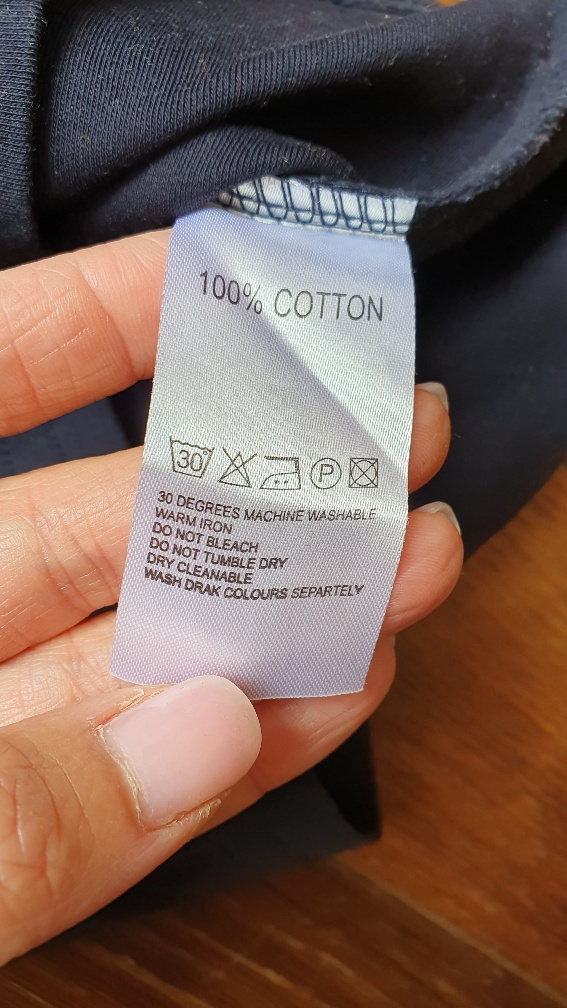 100% COTTON
30° P
30 DEGREES MACHINE WASHABLE
WARM IRON
DO NOT BLEACH
DO NOT TUMBLE DRY
DRY CLEANABLE
WASH DRAK COLOURS SEPARTELY